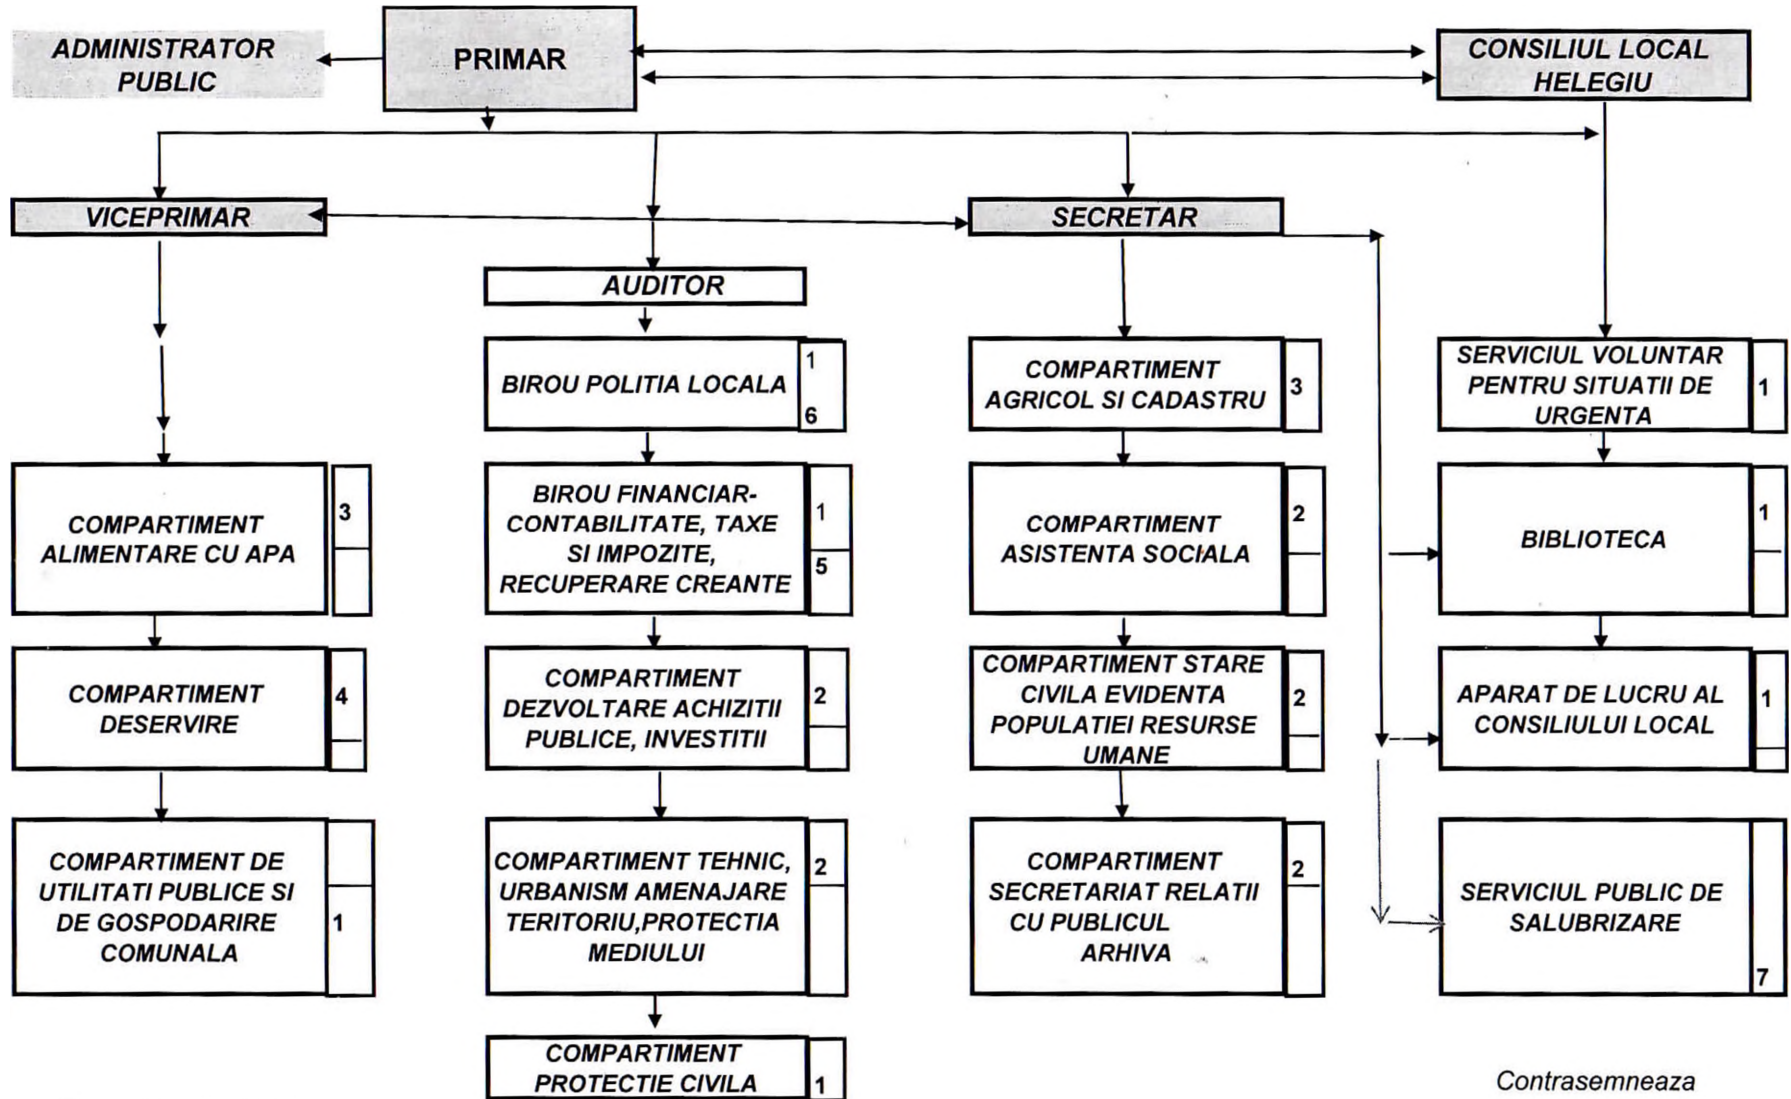 ADMINISTRATOR
PUBLIC
PRIMAR
CONSILIUL LOCAL
HELEGIU
VICEPRIMAR
SECRETAR
AUDITOR
BIROU POLITIA LOCALA
1
6
COMPARTIMENT
AGRICOL SI CADASTRU
3
SERVICIUL VOLUNTAR
PENTRU SITUATII DE
URGENTA
1
COMPARTIMENT
ALIMENTARE CU APA
3
BIROU FINANCIAR-
CONTABILITATE, TAXE
SI IMPOZITE,
RECUPERARE CREANTE
1
5
COMPARTIMENT
ASISTENTA SOCIALA
2
BIBLIOTECA
1
COMPARTIMENT
DESERVIRE
4
COMPARTIMENT
DEZVOLTARE ACHIZITII
PUBLICE, INVESTITII
2
COMPARTIMENT STARE
CIVILA EVIDENTA
POPULATIEI RESURSE
UMANE
2
APARAT DE LUCRU AL
CONSILIULUI LOCAL
1
COMPARTIMENT DE
UTILITATI PUBLICE SI
DE GOSPODARIRE
COMUNALA
1
COMPARTIMENT TEHNIC,
URBANISM AMENAJARE
TERITORIU,PROTECTIA
MEDIULUI
2
COMPARTIMENT
SECRETARIAT RELATII
CU PUBLICUL
ARHIVA
2
SERVICIUL PUBLIC DE
SALUBRIZARE
7
COMPARTIMENT
PROTECTIE CIVILA
1
Contrasemneaza